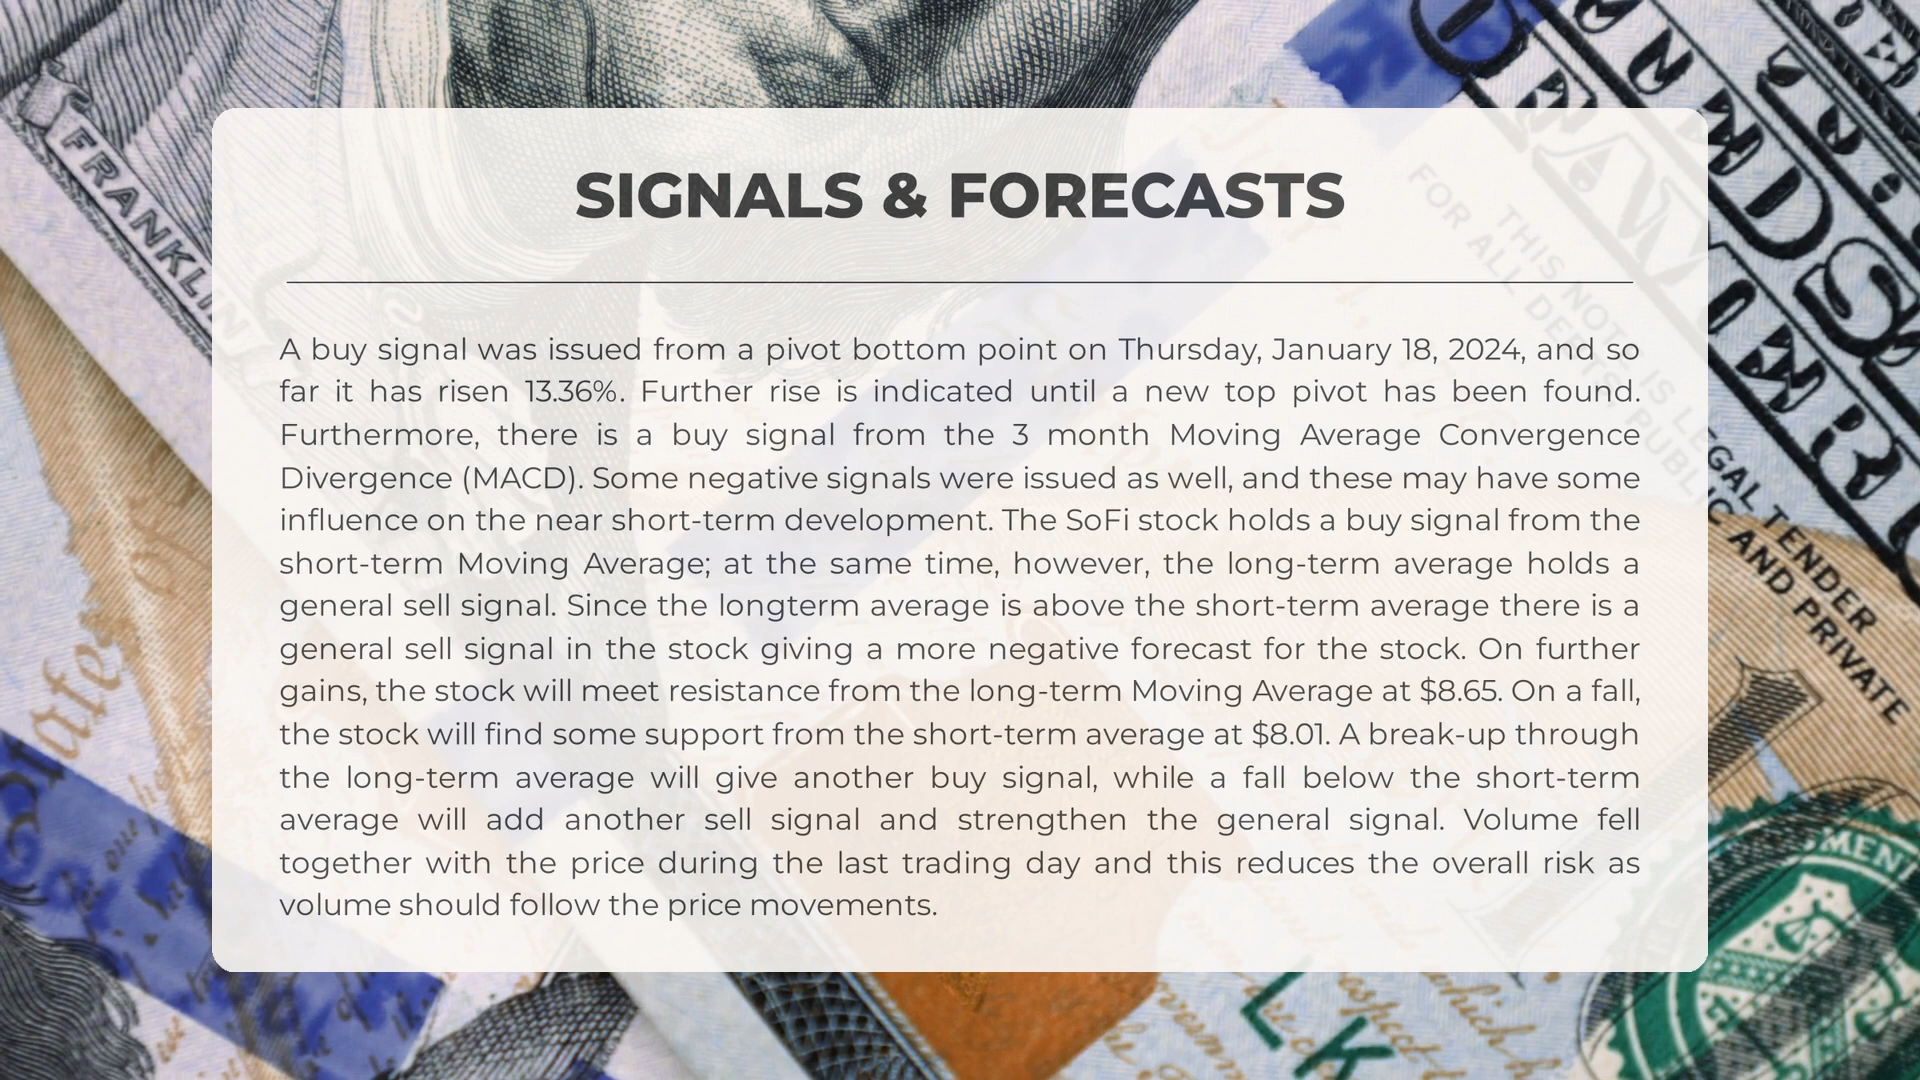 FRANKLIN
SIGNALS & FORECASTS
A buy signal was issued from a pivot bottom point on Thursday, January 18, 2024, and so
far it has risen 13.36%. Further rise is indicated until a new top pivot has been found.
Furthermore, there is a buy signal from the 3 month Moving Average Convergence
Divergence (MACD). Some negative signals were issued as well, and these may have some
influence on the near short-term development. The SoFi stock holds a buy signal from the
short-term Moving Average; at the same time, however, the long-term average holds a
general sell signal. Since the longterm average is above the short-term average there is a
general sell signal in the stock giving a more negative forecast for the stock. On further
gains, the stock will meet resistance from the long-term Moving Average at $8.65. On a fall,
the stock will find some support from the short-term average at $8.01. A break-up through
the long-term average will give another buy signal, while a fall below the short-term
average will add another sell signal and strengthen the general signal. Volume fell
together with the price during the last trading day and this reduces the overall risk as
volume should follow the price movements.
THIS NOTE IS LEGAL TENDER
FOR ALL DEBTS, PUBLIC AND PRIVATE